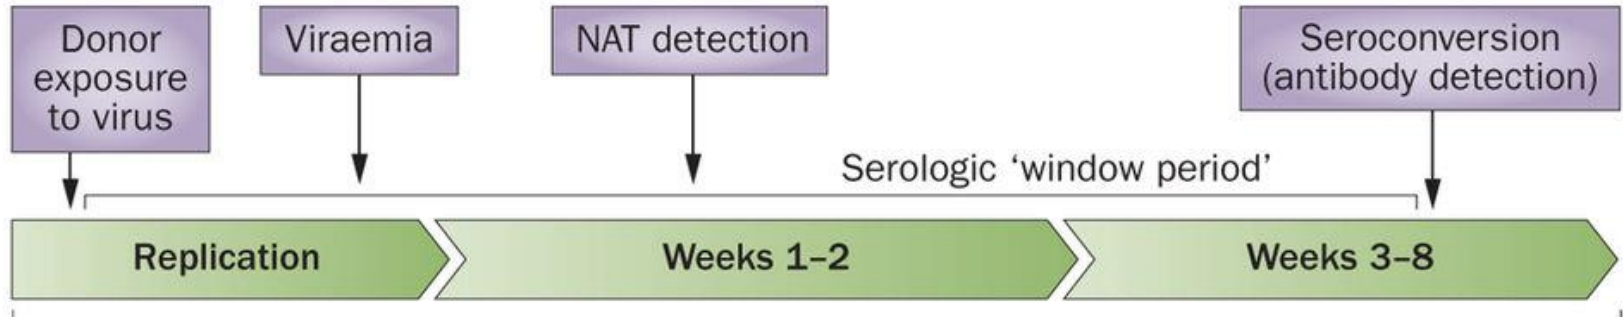 Donor
exposure
to virus
Viraemia
NAT detection
Seroconversion
(antibody detection)
Serologic ‘window period’
Replication
Weeks 1–2
Weeks 3–8